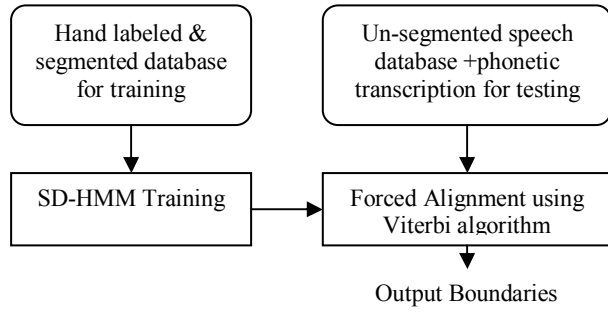 Hand labeled &
segmented database
for training
Un-segmented speech
database +phonetic
transcription for testing
SD-HMM Training
Forced Alignment using
Viterbi algorithm
Output Boundaries